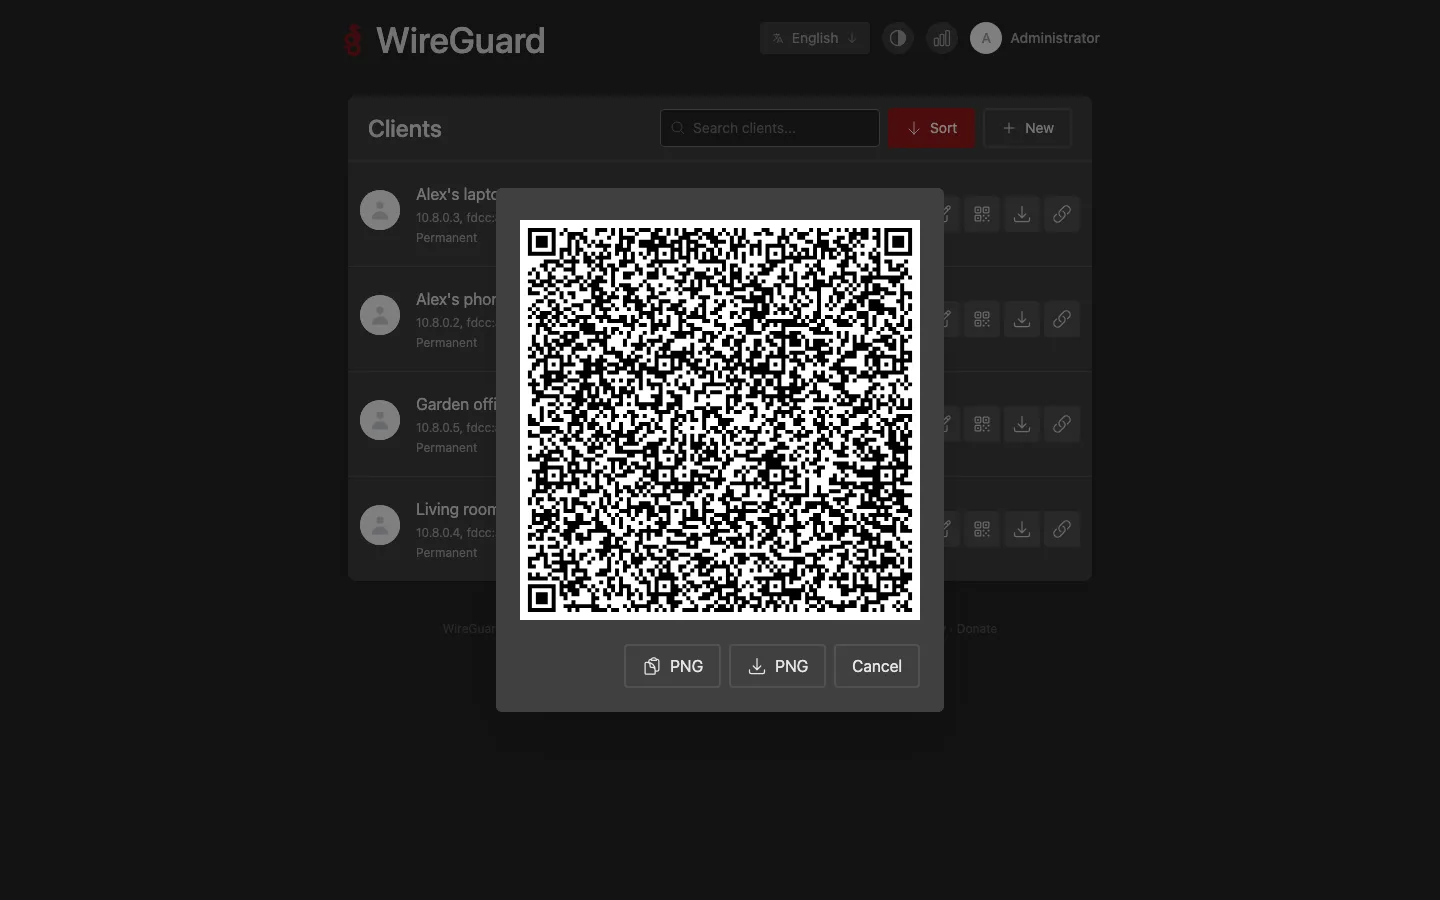 WireGuard
English
A
Administrator
Clients
Search clients...
Sort
New
Alex's lapto
10.8.0.3, fdcc:
Permanent
Alex's phon
10.8.0.2, fdcc:
Permanent
Garden offi
10.8.0.5, fdcc:
Permanent
Living room
10.8.0.4, fdcc:
Permanent
WireGuar
· Donate
PNG
PNG
Cancel